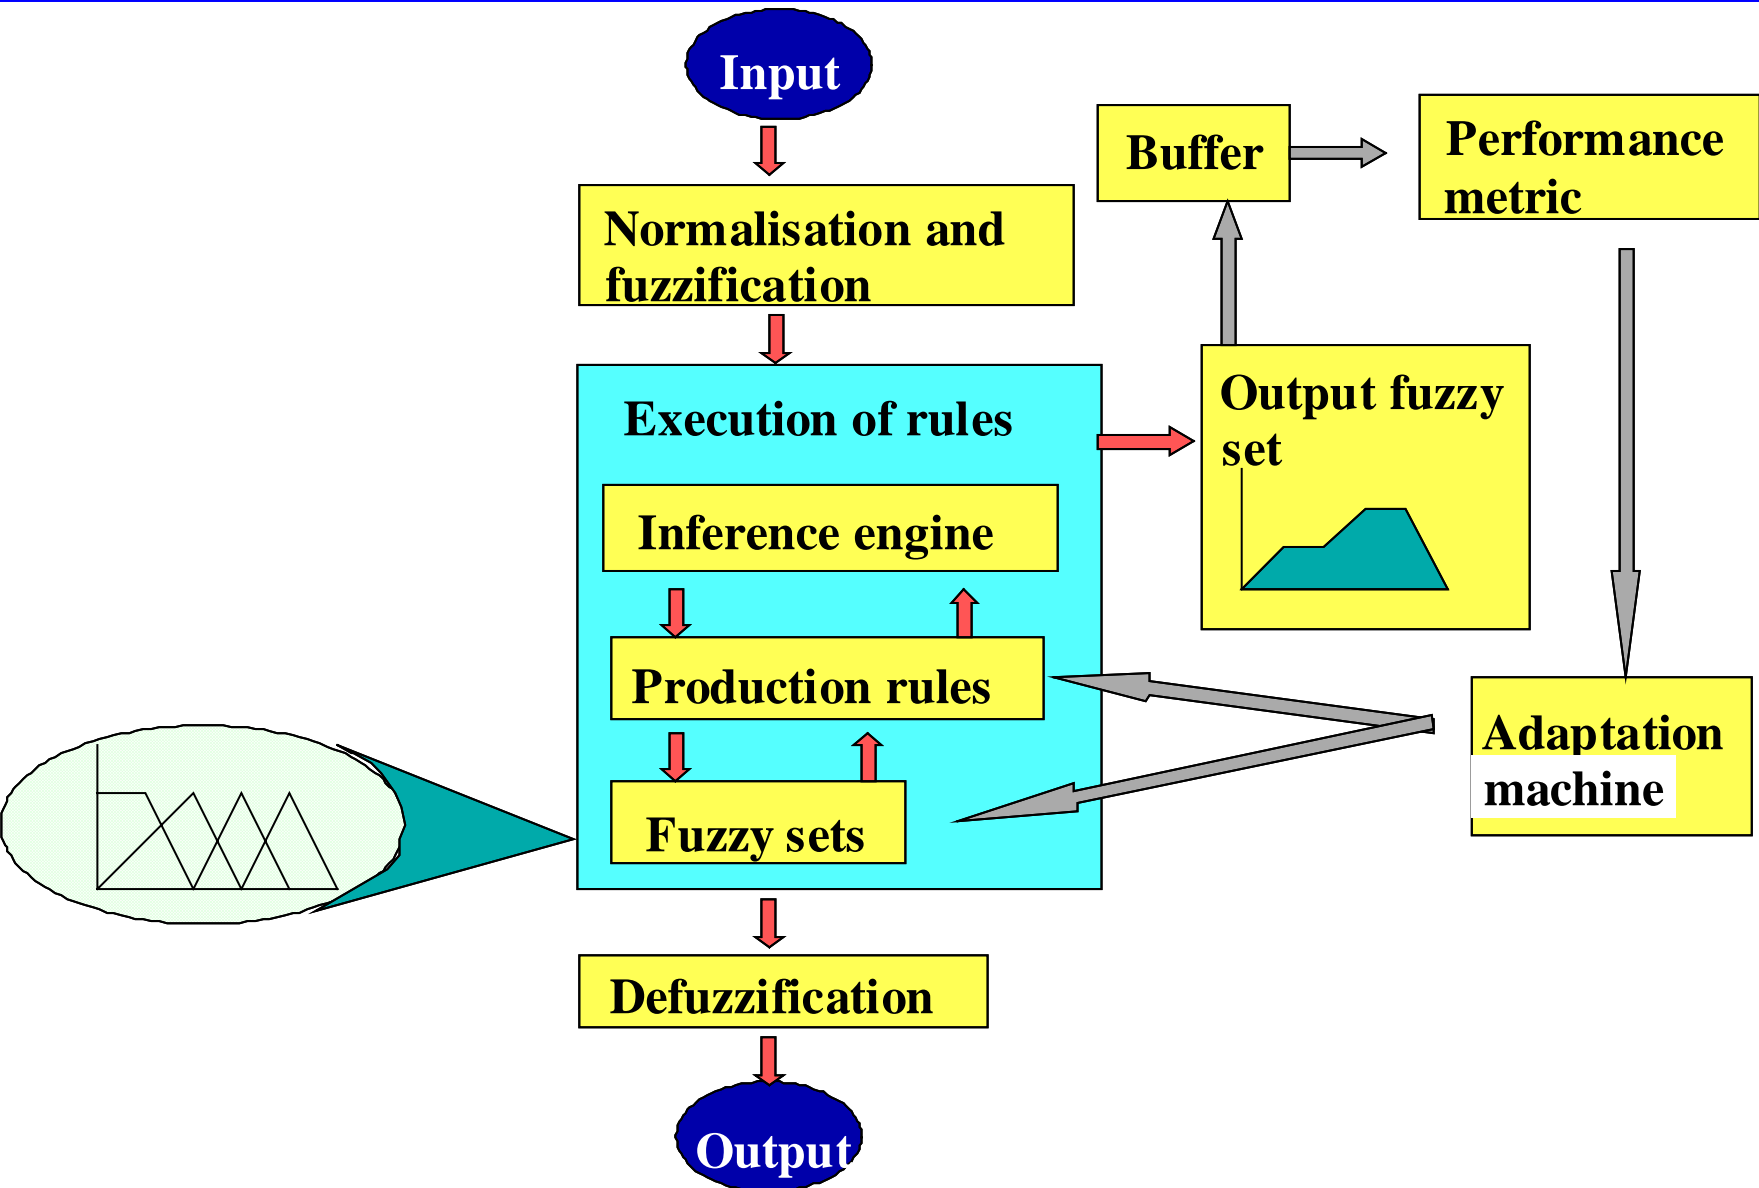 Input
Normalisation and
fuzzification
Buffer
Performance
metric
Execution of rules
Output fuzzy
set
Inference engine
Production rules
Fuzzy sets
Adaptation
machine
Defuzzification
Output